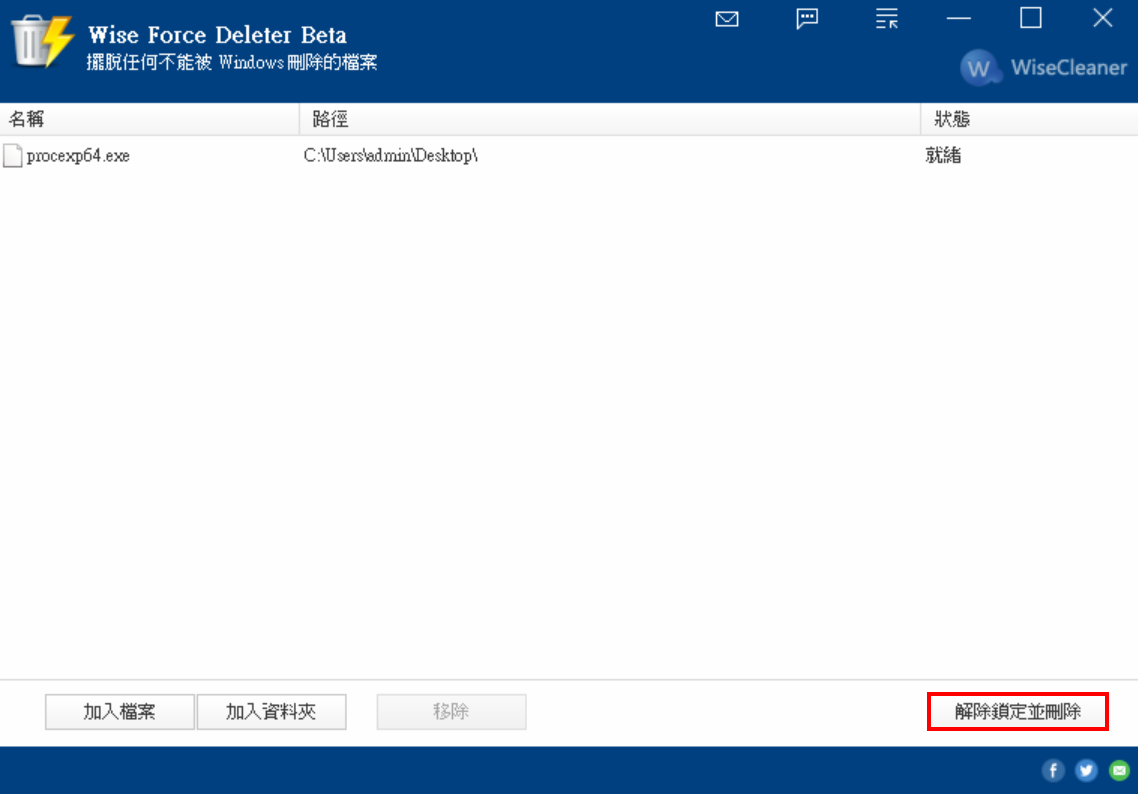 Wise Force Deleter Beta
擺脫任何不能被 Windows 刪除的檔案
W WiseCleaner
名稱 路徑 狀態
procexp64.exe C:\Users\admin\Desktop\ 就緒
加入檔案 加入資料夾 移除 解除鎖定並刪除